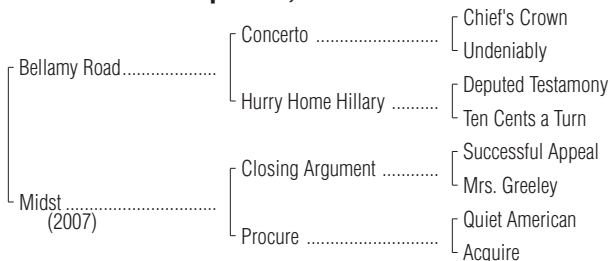 Chief's Crown
Concerto ..............................
Undeniably
Bellamy Road.....................
Deputed Testamony
Hurry Home Hillary ..........
Ten Cents a Turn
Successful Appeal
Closing Argument ............
Mrs. Greeley
Midst .................................
(2007)
Quiet American
Procure ............................
Acquire